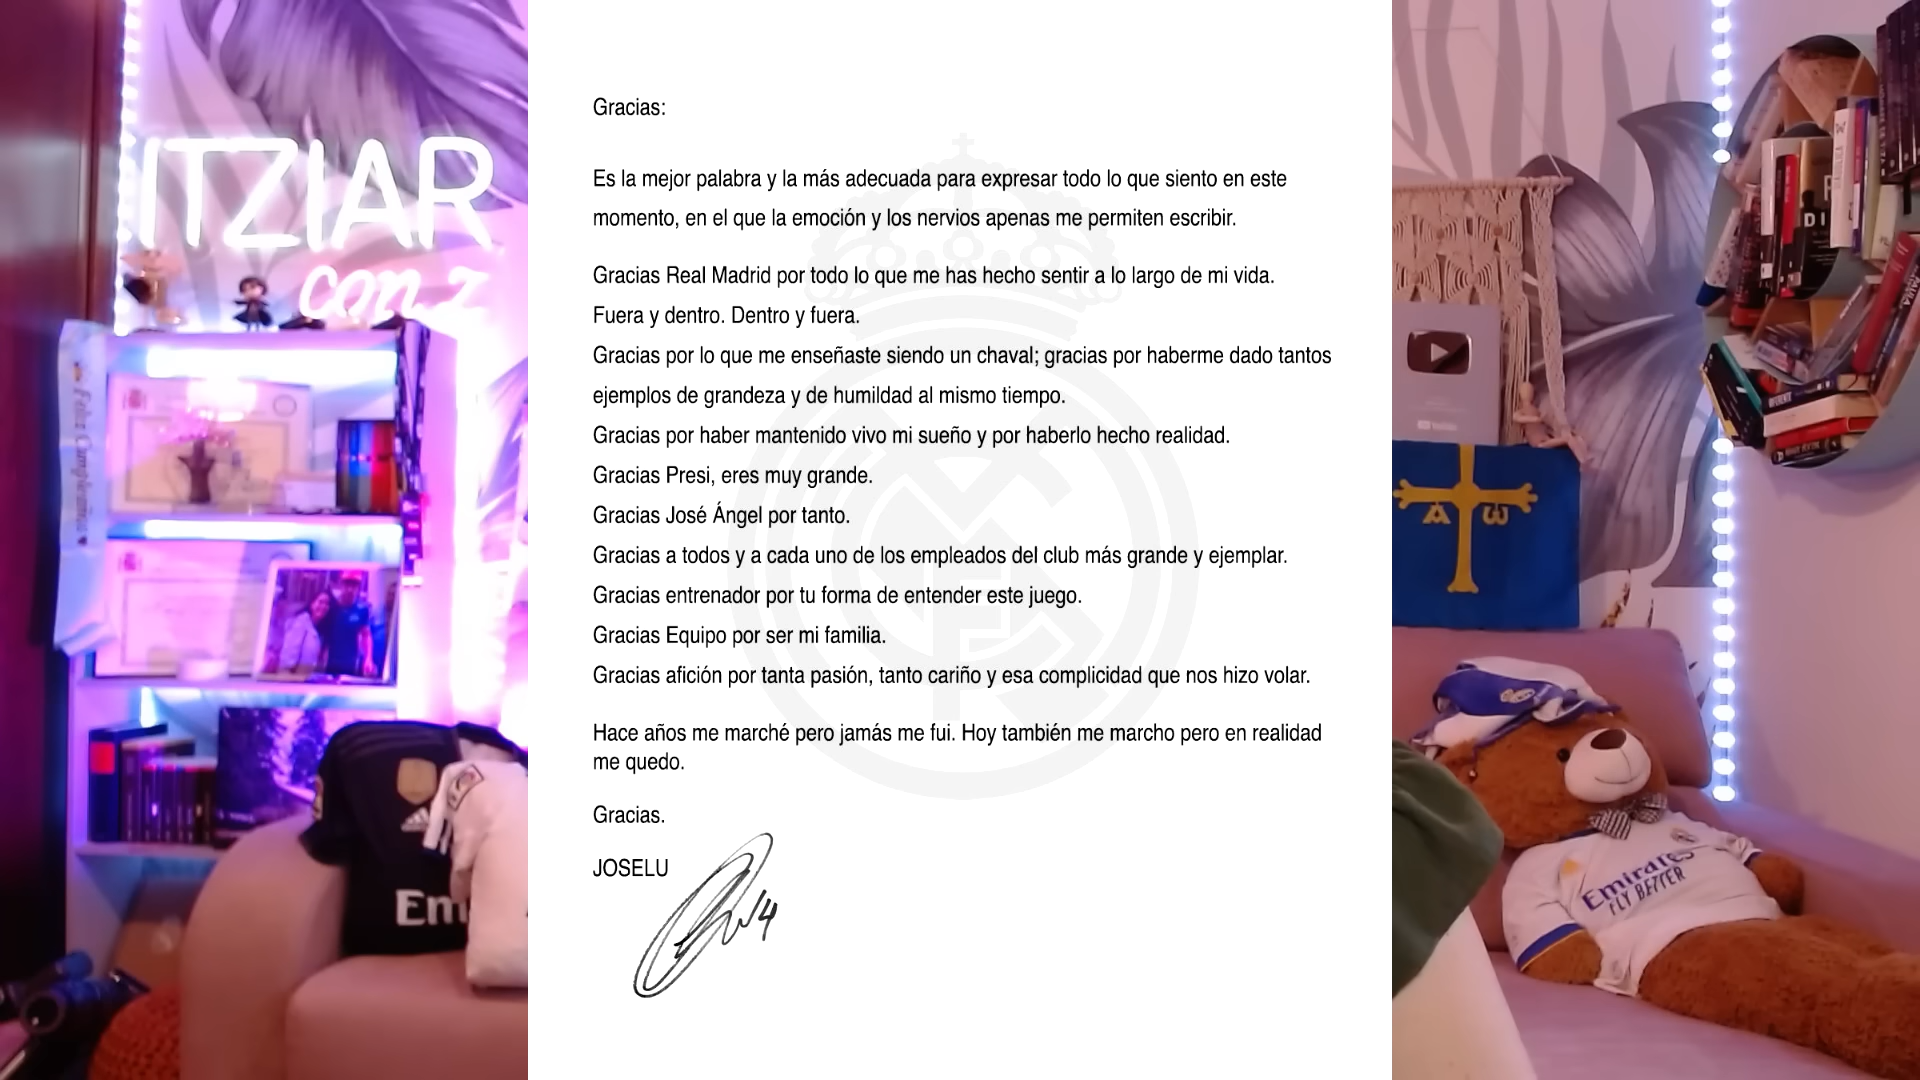 ITZIAR
con z
Gracias:
Es la mejor palabra y la más adecuada para expresar todo lo que siento en este
momento, en el que la emoción y los nervios apenas me permiten escribir.
Gracias Real Madrid por todo lo que me has hecho sentir a lo largo de mi vida.
Fuera y dentro. Dentro y fuera.
Gracias por lo que me enseñaste siendo un chaval; gracias por haberme dado tantos
ejemplos de grandeza y de humildad al mismo tiempo.
Gracias por haber mantenido vivo mi sueño y por haberlo hecho realidad.
Gracias Presi, eres muy grande.
Gracias José Ángel por tanto.
Gracias a todos y a cada uno de los empleados del club más grande y ejemplar.
Gracias entrenador por tu forma de entender este juego.
Gracias Equipo por ser mi familia.
Gracias afición por tanta pasión, tanto cariño y esa complicidad que nos hizo volar.
Hace años me marché pero jamás me fui. Hoy también me marcho pero en realidad
me quedo.
Gracias.
JOSELU
Feliz Cumpleaños
Em
YouTube
Α ω
Emirates
FLY BETTER